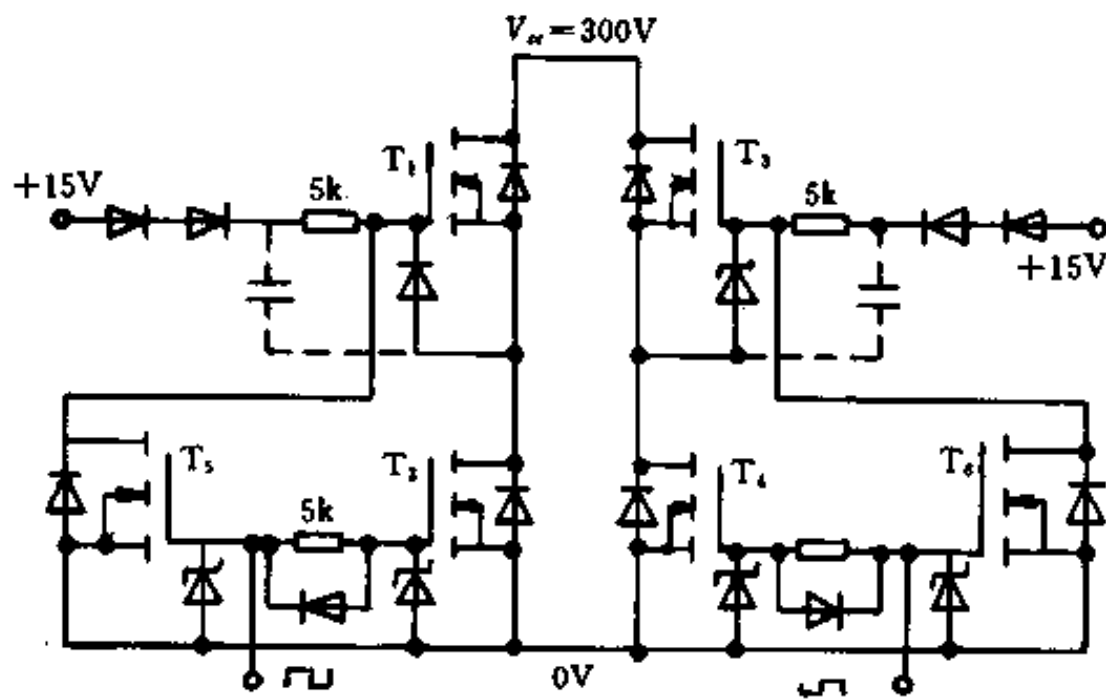 V_cc=300V
T₁
T₃
+15V
5k
5k
+15V
T₅
T₂
T₄
T₆
5k
0V